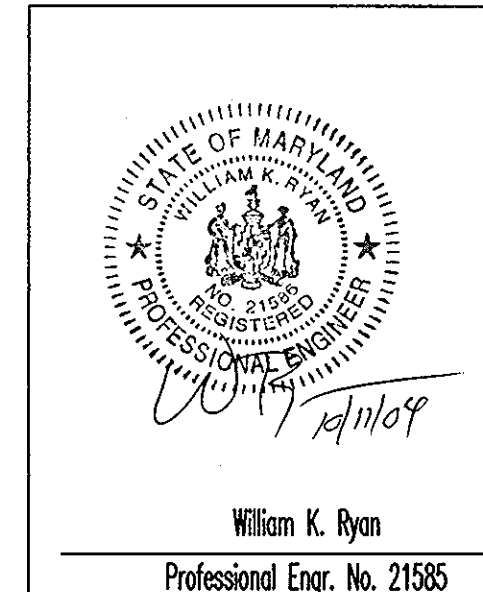 STATE OF MARYLAND
WILLIAM K. RYAN
NO. 21585
REGISTERED
PROFESSIONAL ENGINEER
10/11/04
William K. Ryan
Professional Engr. No. 21585